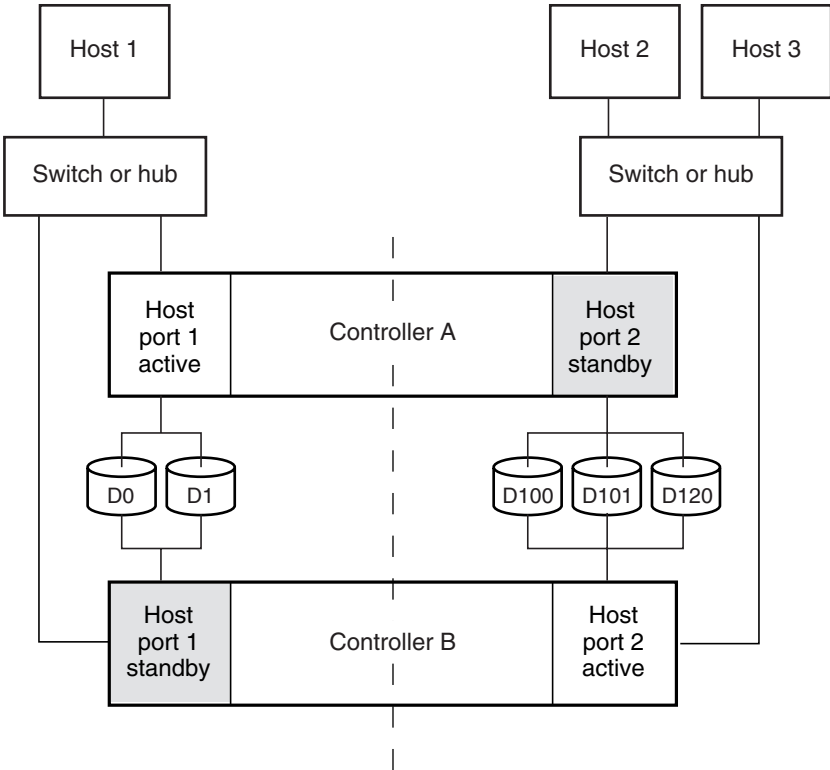 Host 1
Host 2
Host 3
Switch or hub
Switch or hub
Host
port 1
active
Controller A
Host
port 2
standby
D0
D1
D100
D101
D120
Host
port 1
standby
Controller B
Host
port 2
active